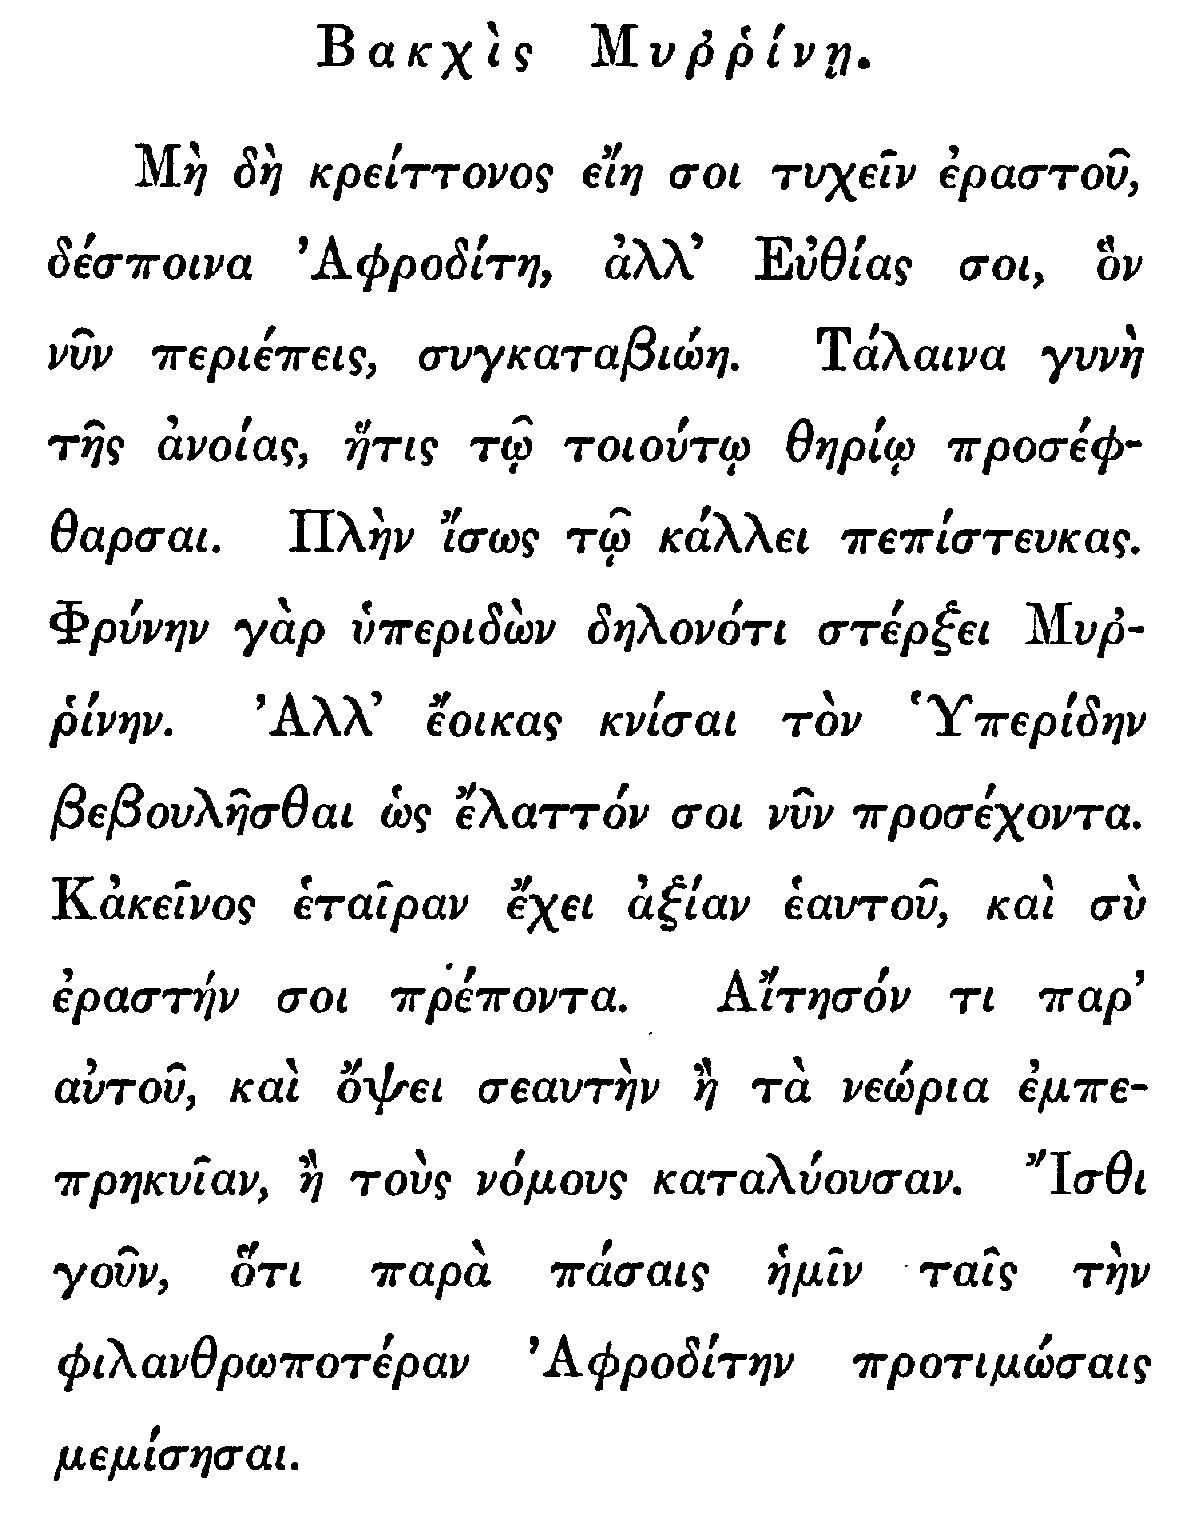 Βακχὶς Μυῤῥίνῃ.
Μὴ δὴ κρείττονος εἴη σοι τυχεῖν ἐραστοῦ,
δέσποινα Ἀφροδίτη, ἀλλ’ Εὐθίας σοι, ὃν
νῦν περιέπεις, συγκαταβιώη. Τάλαινα γυνὴ
τῆς ἀνοίας, ἥτις τῷ τοιούτῳ θηρίῳ προσέφ-
θαρσαι. Πλὴν ἴσως τῷ κάλλει πεπίστευκας.
Φρύνην γὰρ ὑπεριδὼν δηλονότι στέρξει Μυῤ-
ῥίνην. Ἀλλ’ ἔοικας κνίσαι τὸν Ὑπερίδην
βεβουλῆσθαι ὡς ἔλαττόν σοι νῦν προσέχοντα.
Κἀκεῖνος ἑταῖραν ἔχει ἀξίαν ἑαυτοῦ, καὶ σὺ
ἐραστήν σοι πρέποντα. Αἴτησόν τι παρ’
αὐτοῦ, καὶ ὄψει σεαυτὴν ἢ τὰ νεώρια ἐμπε-
πρηκυῖαν, ἢ τοὺς νόμους καταλύουσαν. Ἴσθι
γοῦν, ὅτι παρὰ πάσαις ἡμῖν ταῖς τὴν
φιλανθρωποτέραν Ἀφροδίτην προτιμώσαις
μεμίσησαι.